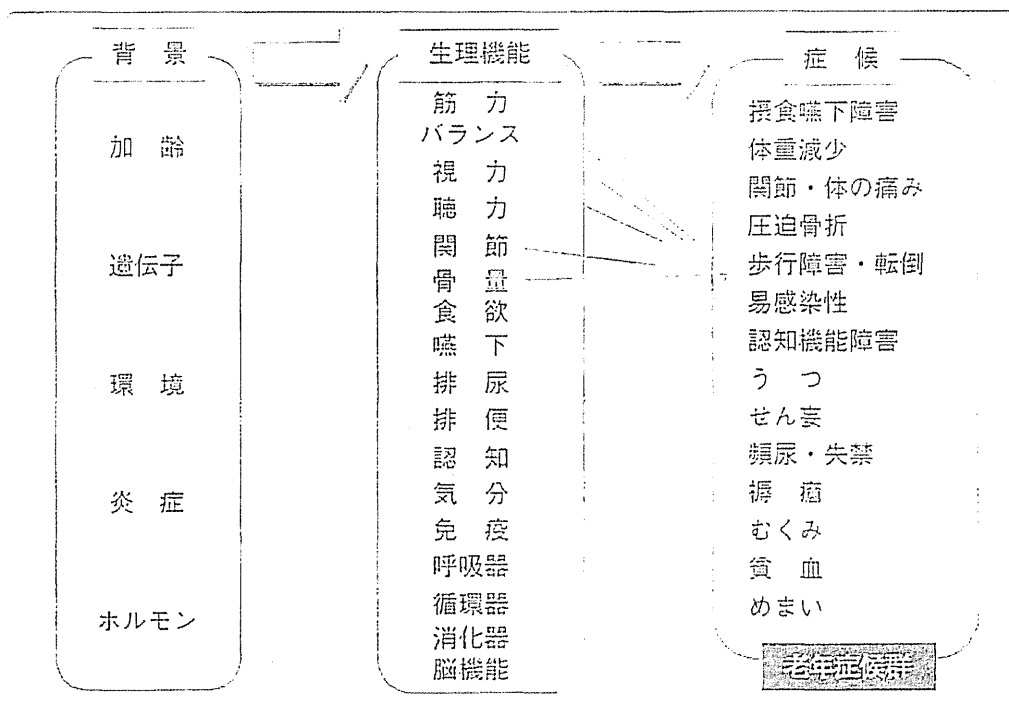 背 景
加 齢
遺伝子
環 境
炎 症
ホルモン
生理機能
筋 力
バランス
視 力
聴 力
関 節
骨 量
食 欲
嚥 下
排 尿
排 便
認 知
気 分
免 疫
呼吸器
循環器
消化器
脳機能
症 候
摂食嚥下障害
体重減少
関節・体の痛み
圧迫骨折
歩行障害・転倒
易感染性
認知機能障害
う つ
せん妄
頻尿・失禁
褥 瘡
むくみ
貧 血
めまい
老年症候群